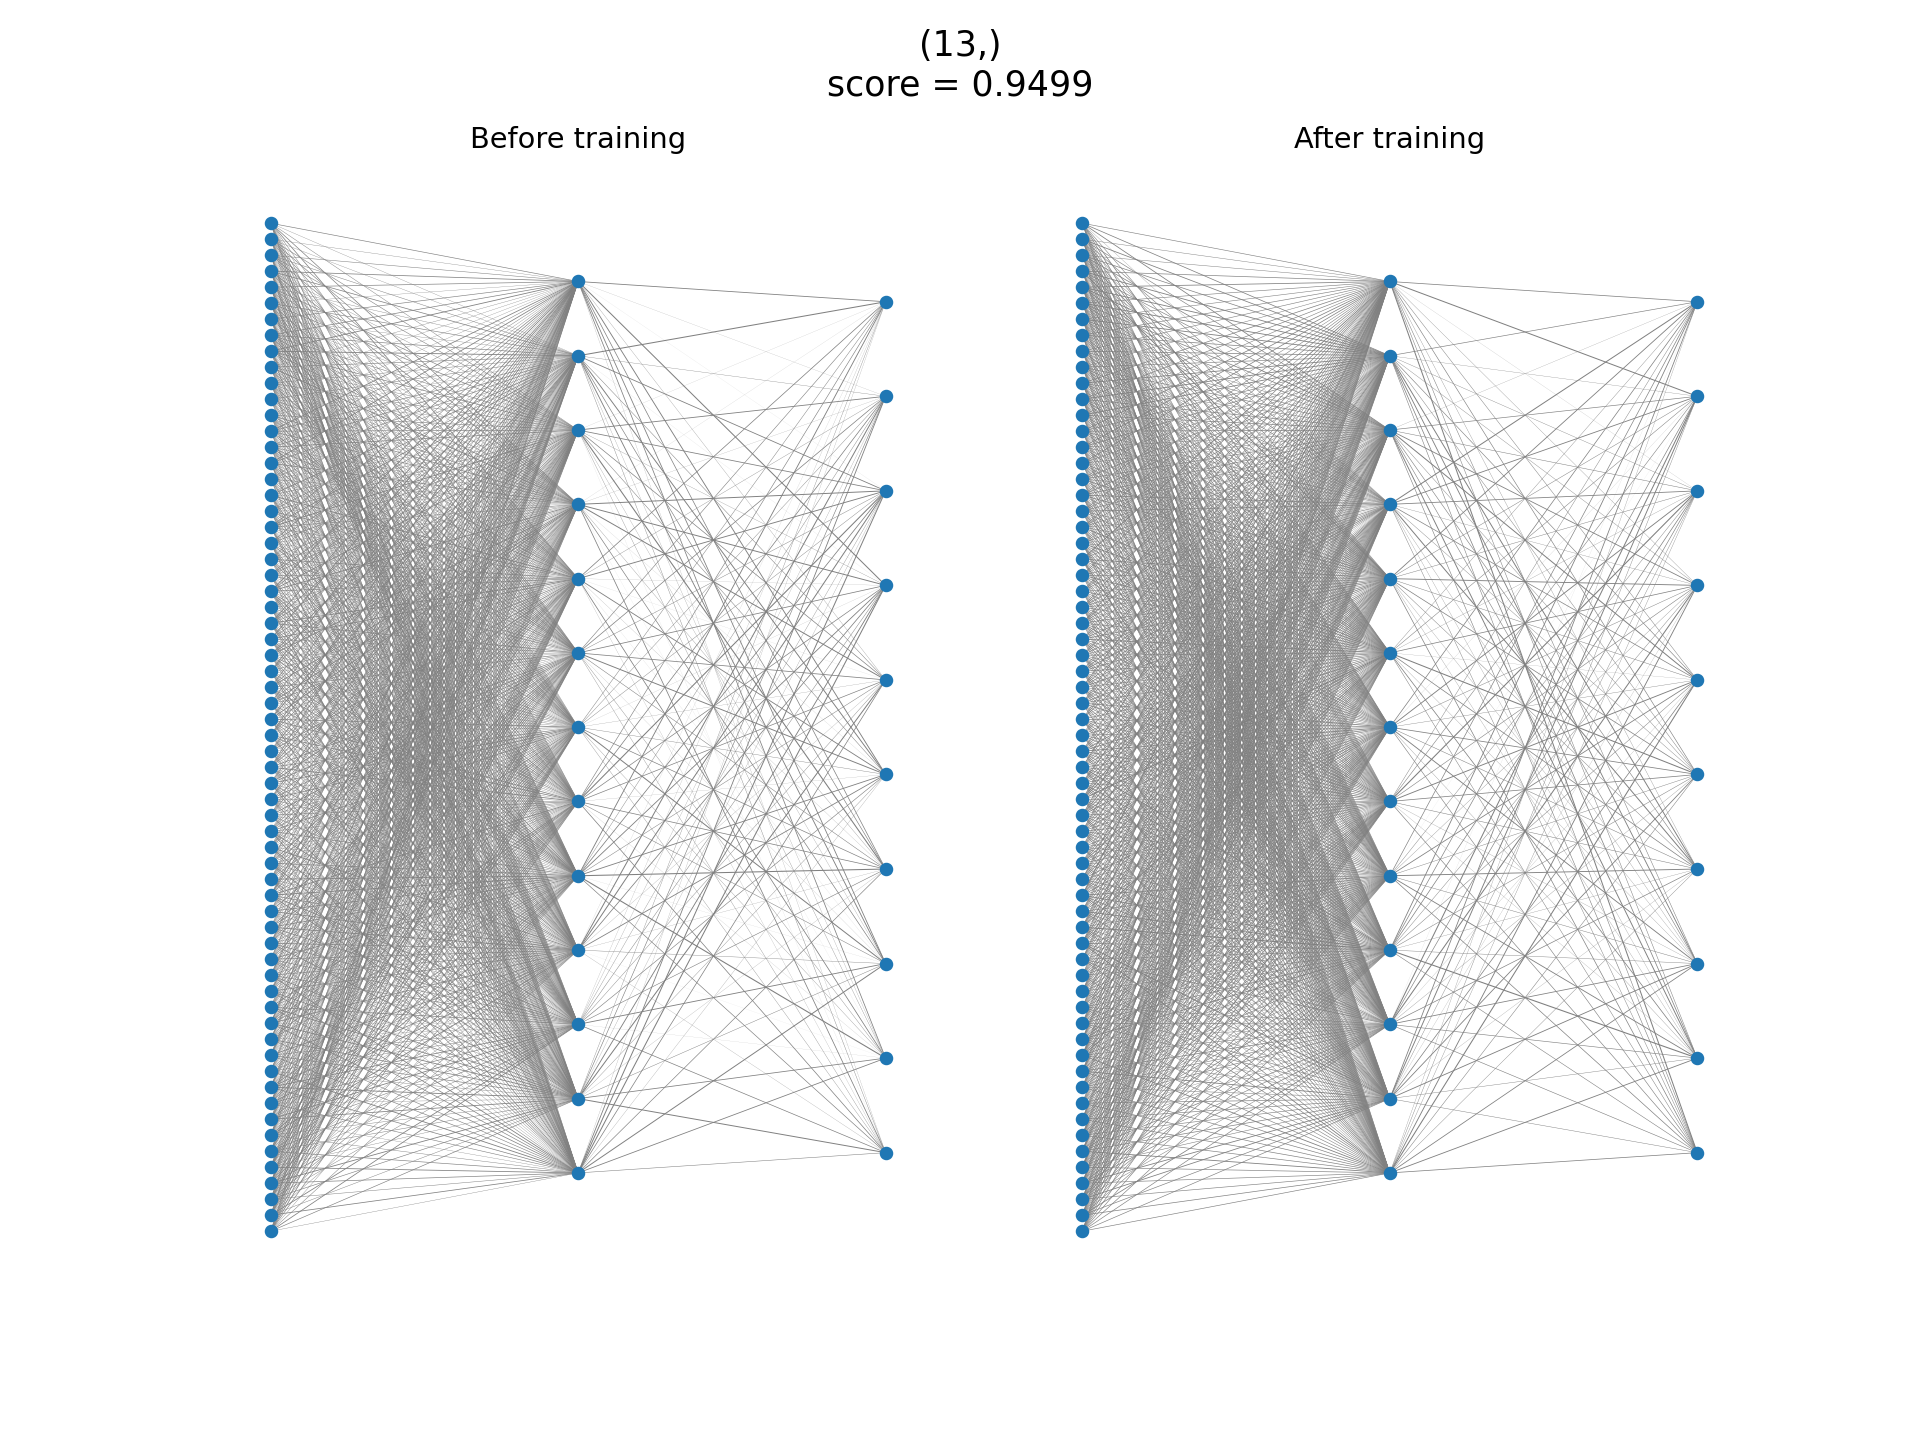 (13,)
score = 0.9499
Before training
After training